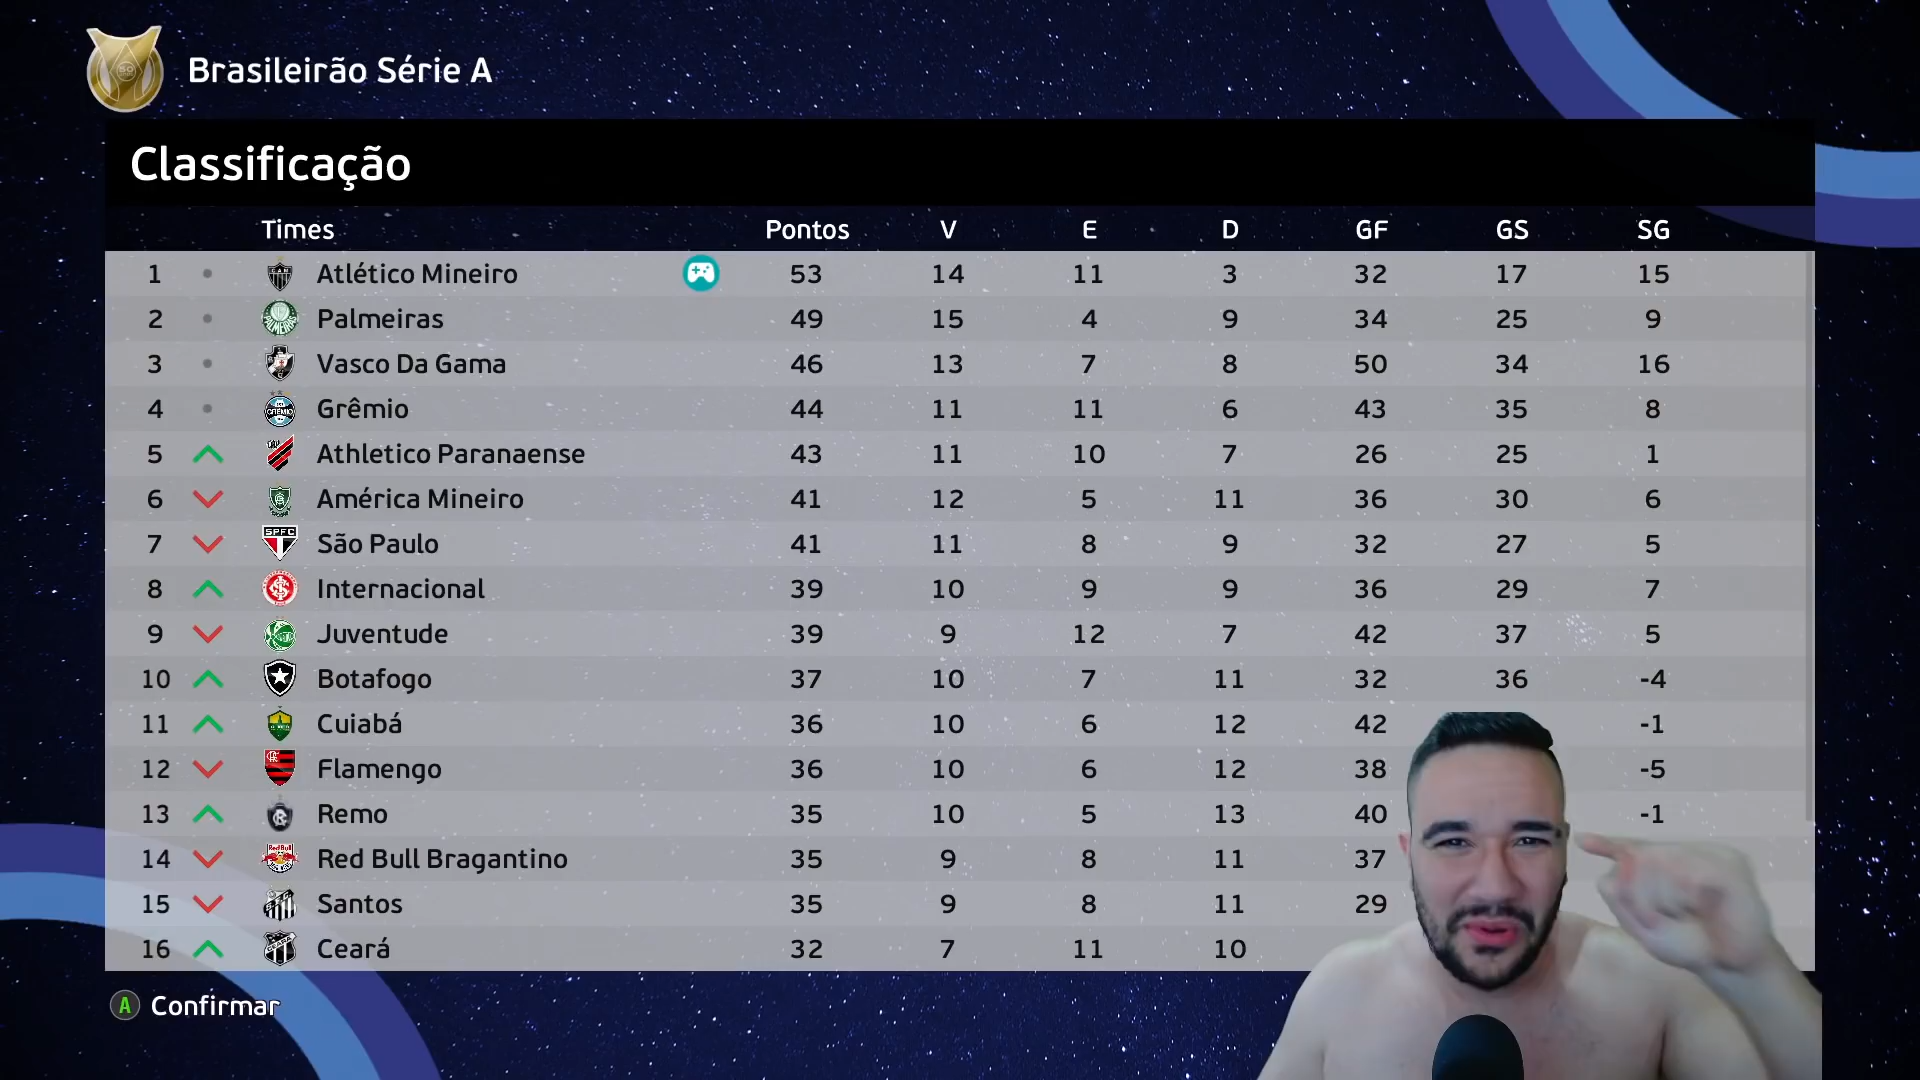 Brasileirão Série A
Classificação
Times Pontos V E D GF GS SG
1 Atlético Mineiro 53 14 11 3 32 17 15
2 Palmeiras 49 15 4 9 34 25 9
3 Vasco Da Gama 46 13 7 8 50 34 16
4 Grêmio 44 11 11 6 43 35 8
5 Athletico Paranaense 43 11 10 7 26 25 1
6 América Mineiro 41 12 5 11 36 30 6
7 São Paulo 41 11 8 9 32 27 5
8 Internacional 39 10 9 9 36 29 7
9 Juventude 39 9 12 7 42 37 5
10 Botafogo 37 10 7 11 32 36 -4
11 Cuiabá 36 10 6 12 42 -1
12 Flamengo 36 10 6 12 38 -5
13 Remo 35 10 5 13 40 -1
14 Red Bull Bragantino 35 9 8 11 37
15 Santos 35 9 8 11 29
16 Ceará 32 7 11 10
A Confirmar